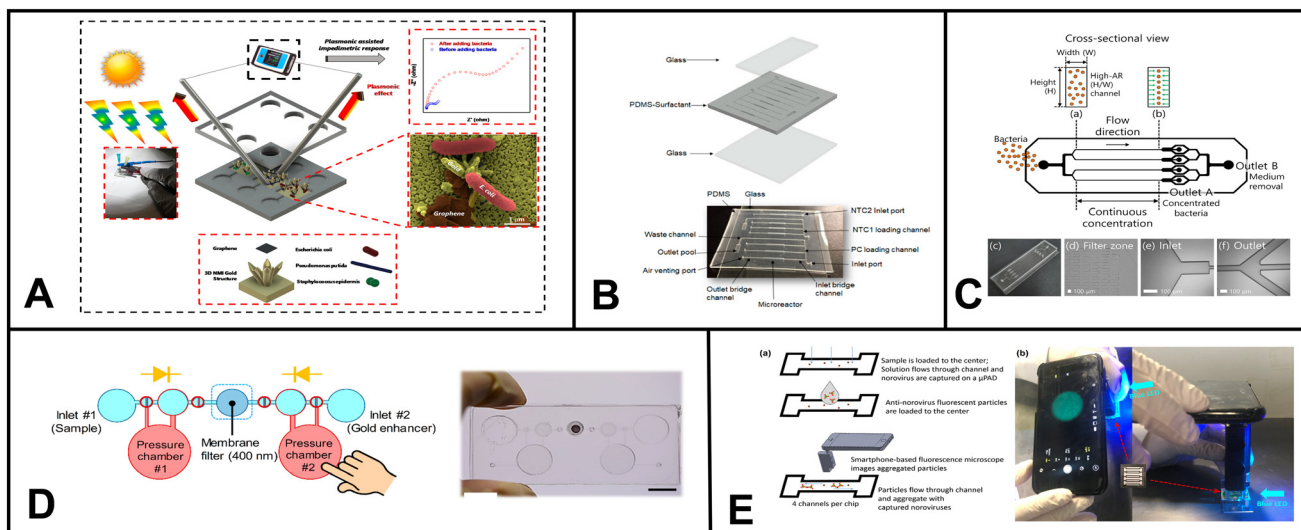 Plasmonic assisted
impedimetric response
After adding bacteria
Before adding bacteria
Z' (ohm)
Plasmonic
effect
Gold
E. coli
Graphene
1 μm
Graphene
Escherichia coli
3D NMI Gold
Structure
Pseudomonas putida
Staphylococcus epidermis
A
Glass
PDMS-Surfactant
Glass
PDMS
Glass
NTC2 Inlet port
NTC1 loading channel
Waste channel
PC loading channel
Outlet pool
Inlet port
Air venting port
Outlet bridge
channel
Inlet bridge
channel
Microreactor
B
Cross-sectional view
Width (W)
Height
(H)
High-AR
(H/W)
channel
(a)
(b)
Flow
direction
Bacteria
Outlet B
Medium
removal
Outlet A
Concentrated
bacteria
Continuous
concentration
(c)
(d) Filter zone
(e) Inlet
(f) Outlet
100 μm
100 μm
100 μm
C
Inlet #1
(Sample)
Pressure
chamber
#1
Membrane
filter (400 nm)
Pressure
chamber
#2
Inlet #2
(Gold enhancer)
D
(a)
Sample is loaded to the center;
Solution flows through channel and
norovirus are captured on a μPAD
Anti-norovirus fluorescent particles
are loaded to the center
Smartphone-based fluorescence microscope
images aggregated particles
Particles flow through channel
and aggregate with
captured noroviruses
4 channels per chip
(b)
Blue LED
Blue LED
E